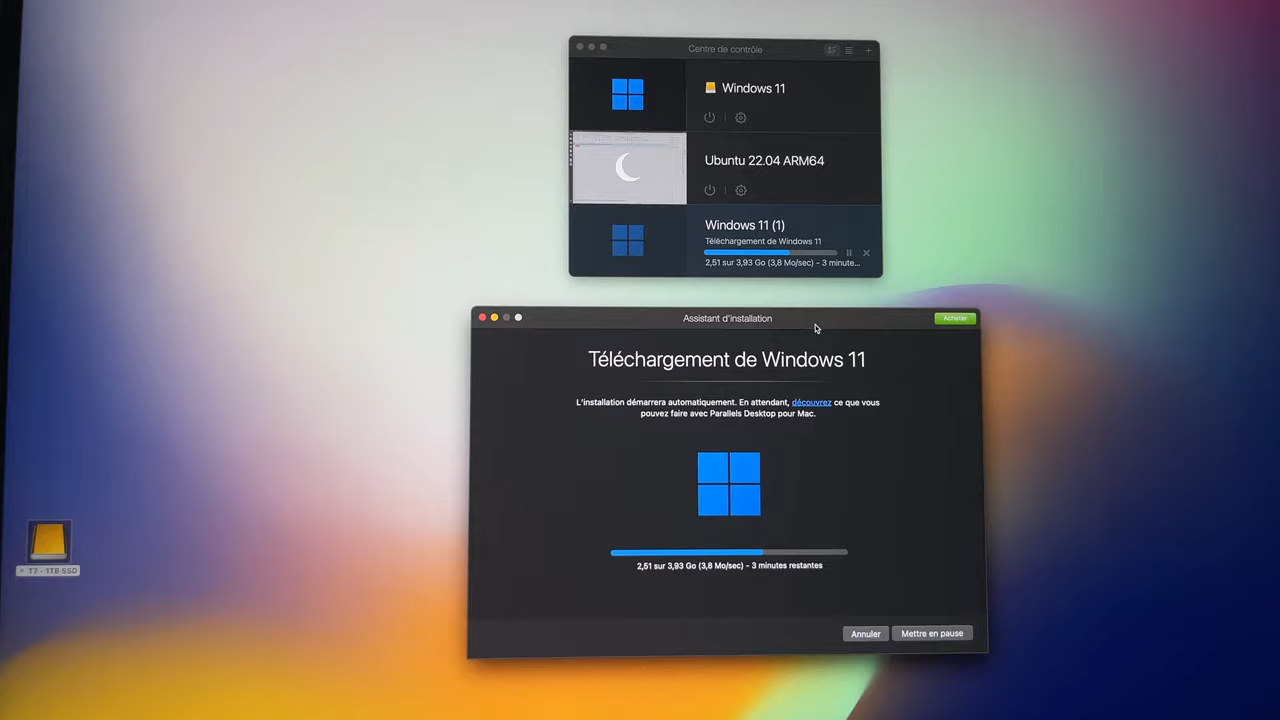 Centre de contrôle
Windows 11
Ubuntu 22.04 ARM64
Windows 11 (1)
Téléchargement de Windows 11
2,51 sur 3,93 Go (3,8 Mo/sec) - 3 minute...
Assistant d'installation
Acheter
Téléchargement de Windows 11
L'installation démarrera automatiquement. En attendant, découvrez ce que vous
pouvez faire avec Parallels Desktop pour Mac.
2,51 sur 3,93 Go (3,8 Mo/sec) - 3 minutes restantes
Annuler
Mettre en pause
T7 - 1TB SSD